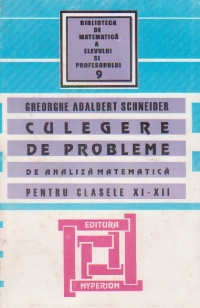 BIBLIOTECA
DE
MATEMATICĂ
A
ELEVULUI
SI
PROFESORULUI
9
GHEORGHE ADALBERT SCHNEIDER
CULEGERE
DE PROBLEME
DE ANALIZĂ MATEMATICĂ
PENTRU CLASELE XI-XII
EDITURA
HYPERION